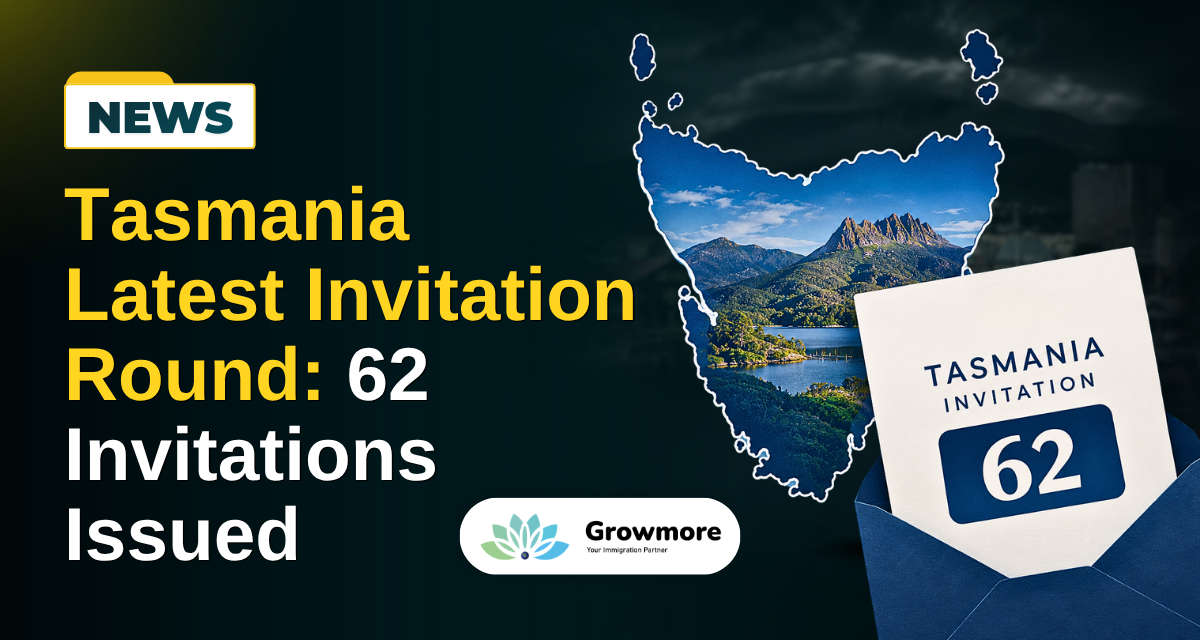 NEWS
Tasmania
Latest Invitation
Round: 62
Invitations
Issued
Growmore
Your Immigration Partner
TASMANIA
INVITATION
62